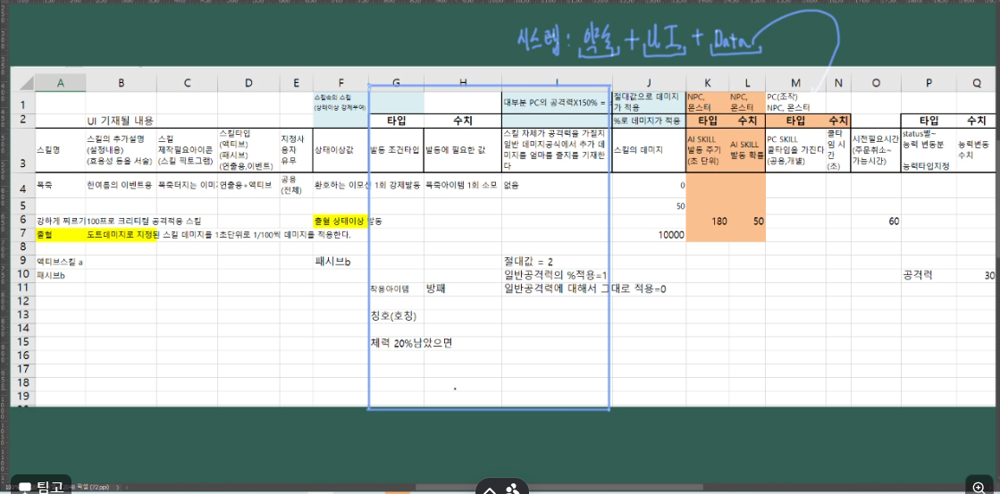 시스템 : 약속 + UI + Data
A B C D E F G H I J K L M N O P Q
1 스킬속의 스킬 대부분 PC의 공격력X150% = 절대값으로 데미지 NPC, NPC, PC(조작)
(상태이상 강제부여) 가 적용 몬스터 몬스터 NPC, 몬스터
2 UI 기재될 내용 타입 수치 %로 데미지가 적용 타입 수치 타입 수치 타입 수치
스킬명
스킬의 추가설명
(설정내용)
(효용성 등을 서술)
스킬
제작필요아이콘
(스킬 픽토그램)
스킬타입
(액티브)
(패시브)
(연출용,이벤트)
지정사
용자
유무
상태이상값
발동 조건타입
발동에 필요한 값
스킬 자체가 공격력을 가질지
일반 데미지공식에서 추가 데
미지를 얼마를 줄지를 기재한
다
스킬의 데미지
AI SKILL
발동 주기
(초 단위)
AI SKILL
발동 확률
PC SKILL
쿨타입을 가진다
(공용,개별)
쿨타
임 시
간
(초)
시전필요시간
(주문취소~
가능시간)
status별~
능력 변동분
능력타입지정
능력변동
수치
3
4 폭죽 한여름의 이벤트용 폭죽터지는 이미 연출용+액티브 공용 환호하는 이모션 1회 강제발동 폭죽아이템 1회 소모 없음 0
(전체)
5 50
6 강하게 찌르기 100프로 크리티컬 공격적용 스킬 출혈 상태이상 발동 180 50 60
7 출혈 도트데미지로 지정된 스킬 데미지를 1초단위로 1/100씩 데미지를 적용한다. 10000
8
9 액티브스킬 a 패시브b 절대값 = 2
10 패시브b 일반공격력의 %적용=1 공격력 30
11 착용아이템 방패 일반공격력에 대해서 그대로 적용=0
12
13 칭호(호칭)
14
15 체력 20%남았으면
16
17
18
19
팀고